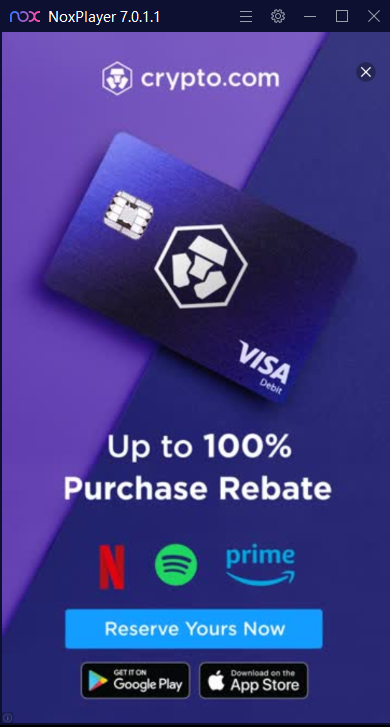 nox NoxPlayer 7.0.1.1
crypto.com
VISA
Debit
Up to 100%
Purchase Rebate
N
prime
Reserve Yours Now
GET IT ON
Google Play
Download on the
App Store